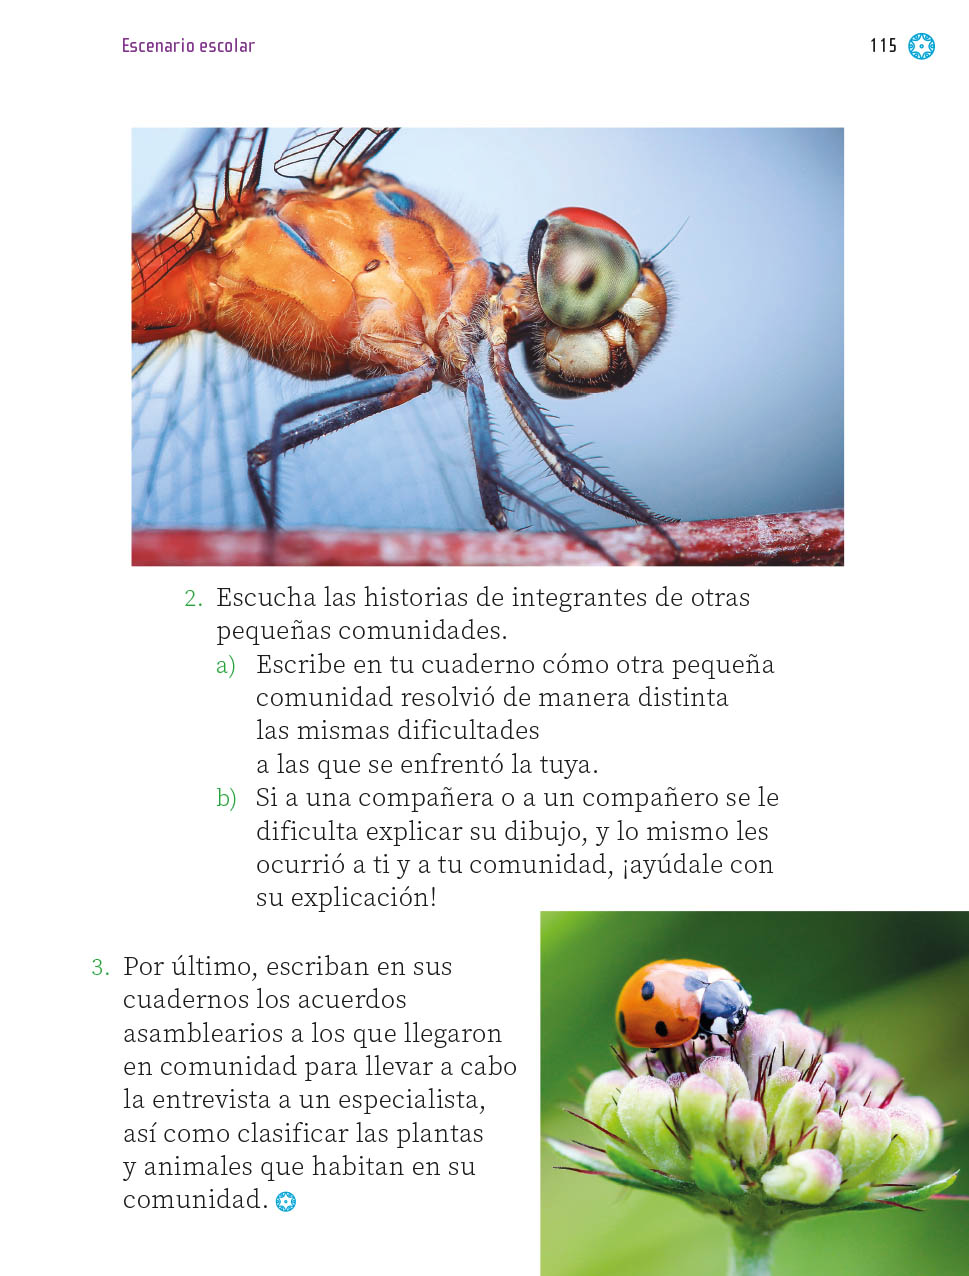 Escenario escolar
115
2. Escucha las historias de integrantes de otras
pequeñas comunidades.
a) Escribe en tu cuaderno cómo otra pequeña
comunidad resolvió de manera distinta
las mismas dificultades
a las que se enfrentó la tuya.
b) Si a una compañera o a un compañero se le
dificulta explicar su dibujo, y lo mismo les
ocurrió a ti y a tu comunidad, ¡ayúdale con
su explicación!
3. Por último, escriban en sus
cuadernos los acuerdos
asamblearios a los que llegaron
en comunidad para llevar a cabo
la entrevista a un especialista,
así como clasificar las plantas
y animales que habitan en su
comunidad.